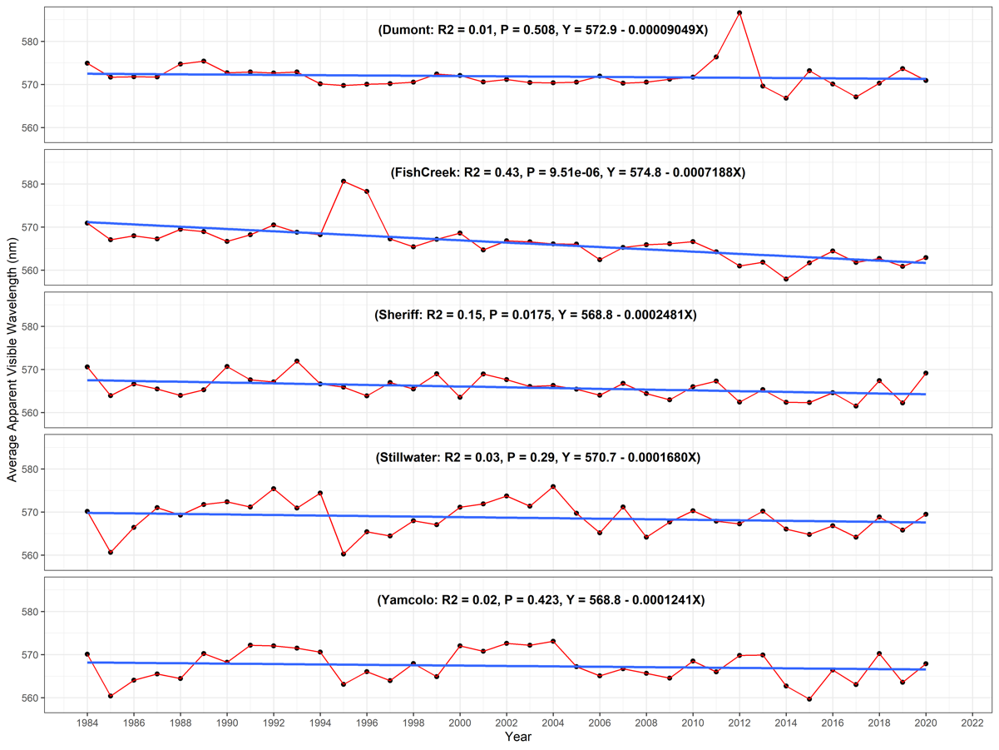 Average Apparent Visible Wavelength (nm)
(Dumont: R2 = 0.01, P = 0.508, Y = 572.9 - 0.00009049X)
580
570
560
(FishCreek: R2 = 0.43, P = 9.51e-06, Y = 574.8 - 0.0007188X)
580
570
560
(Sheriff: R2 = 0.15, P = 0.0175, Y = 568.8 - 0.0002481X)
580
570
560
(Stillwater: R2 = 0.03, P = 0.29, Y = 570.7 - 0.0001680X)
580
570
560
(Yamcolo: R2 = 0.02, P = 0.423, Y = 568.8 - 0.0001241X)
580
570
560
1984 1986 1988 1990 1992 1994 1996 1998 2000 2002 2004 2006 2008 2010 2012 2014 2016 2018 2020 2022
Year